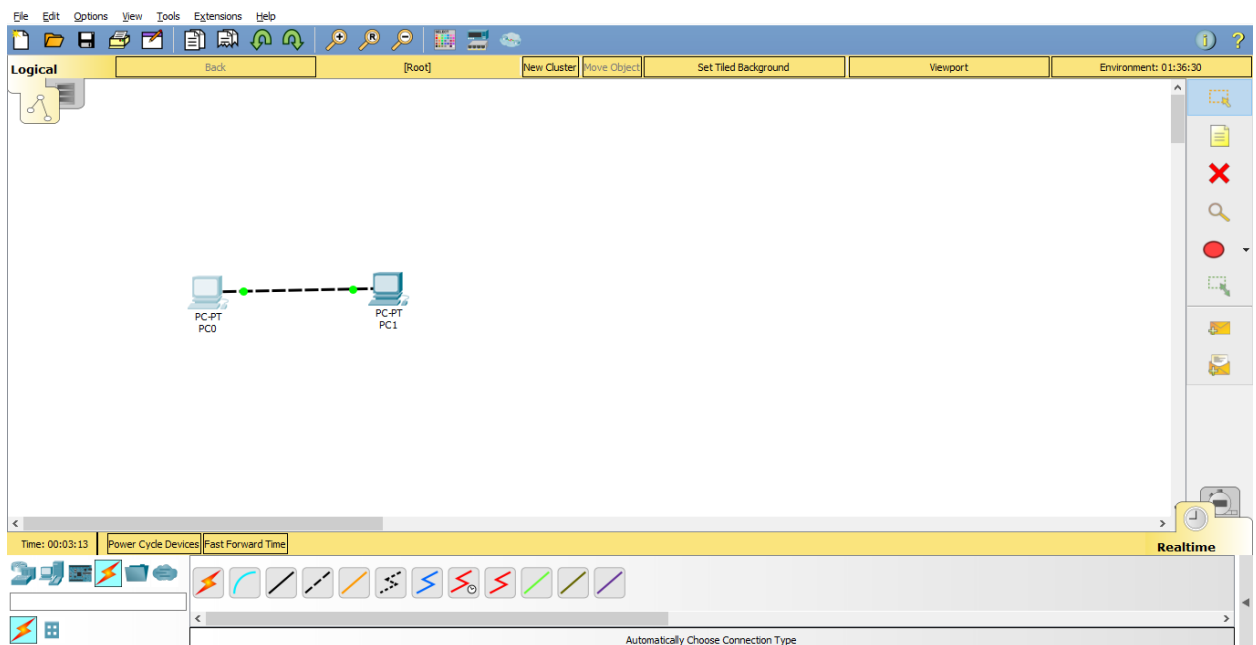 File Edit Options View Tools Extensions Help
R i ?
Logical Back [Root] New Cluster Move Object Set Tiled Background Viewport Environment: 01:36:30
PC-PT
PC0
PC-PT
PC1
Time: 00:03:13 Power Cycle Devices Fast Forward Time Realtime
Automatically Choose Connection Type